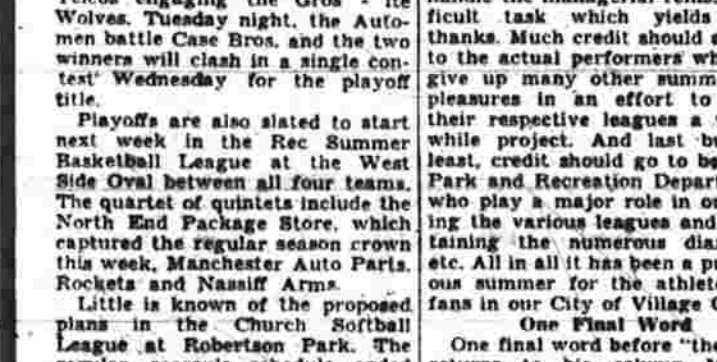 Wolves. Tuesday night, the Auto-
men battle Case Bros. and the two
winners will clash in a single con-
test' Wednesday for the playoff
title.
Playoffs are also slated to start
next week in the Rec Summer
Basketball League at the West
Side Oval between all four teams.
The quartet of quintets include the
North End Package Store, which
captured the regular season crown
this week, Manchester Auto Parts,
Rockets and Nassiff Arms.
Little is known of the proposed
plans in the Church Softball
League at Robertson Park. The
ficult task which yields
thanks. Much credit should
to the actual performers
give up many other
pleasures in an effort to
their respective leagues a
while project. And last
least, credit should go to
Park and Recreation
who play a major role in
ing the various leagues and
taining the numerous
etc. All in all it has been a
ous summer for the
fans in our City of Village
One Final Word
One final word before "the